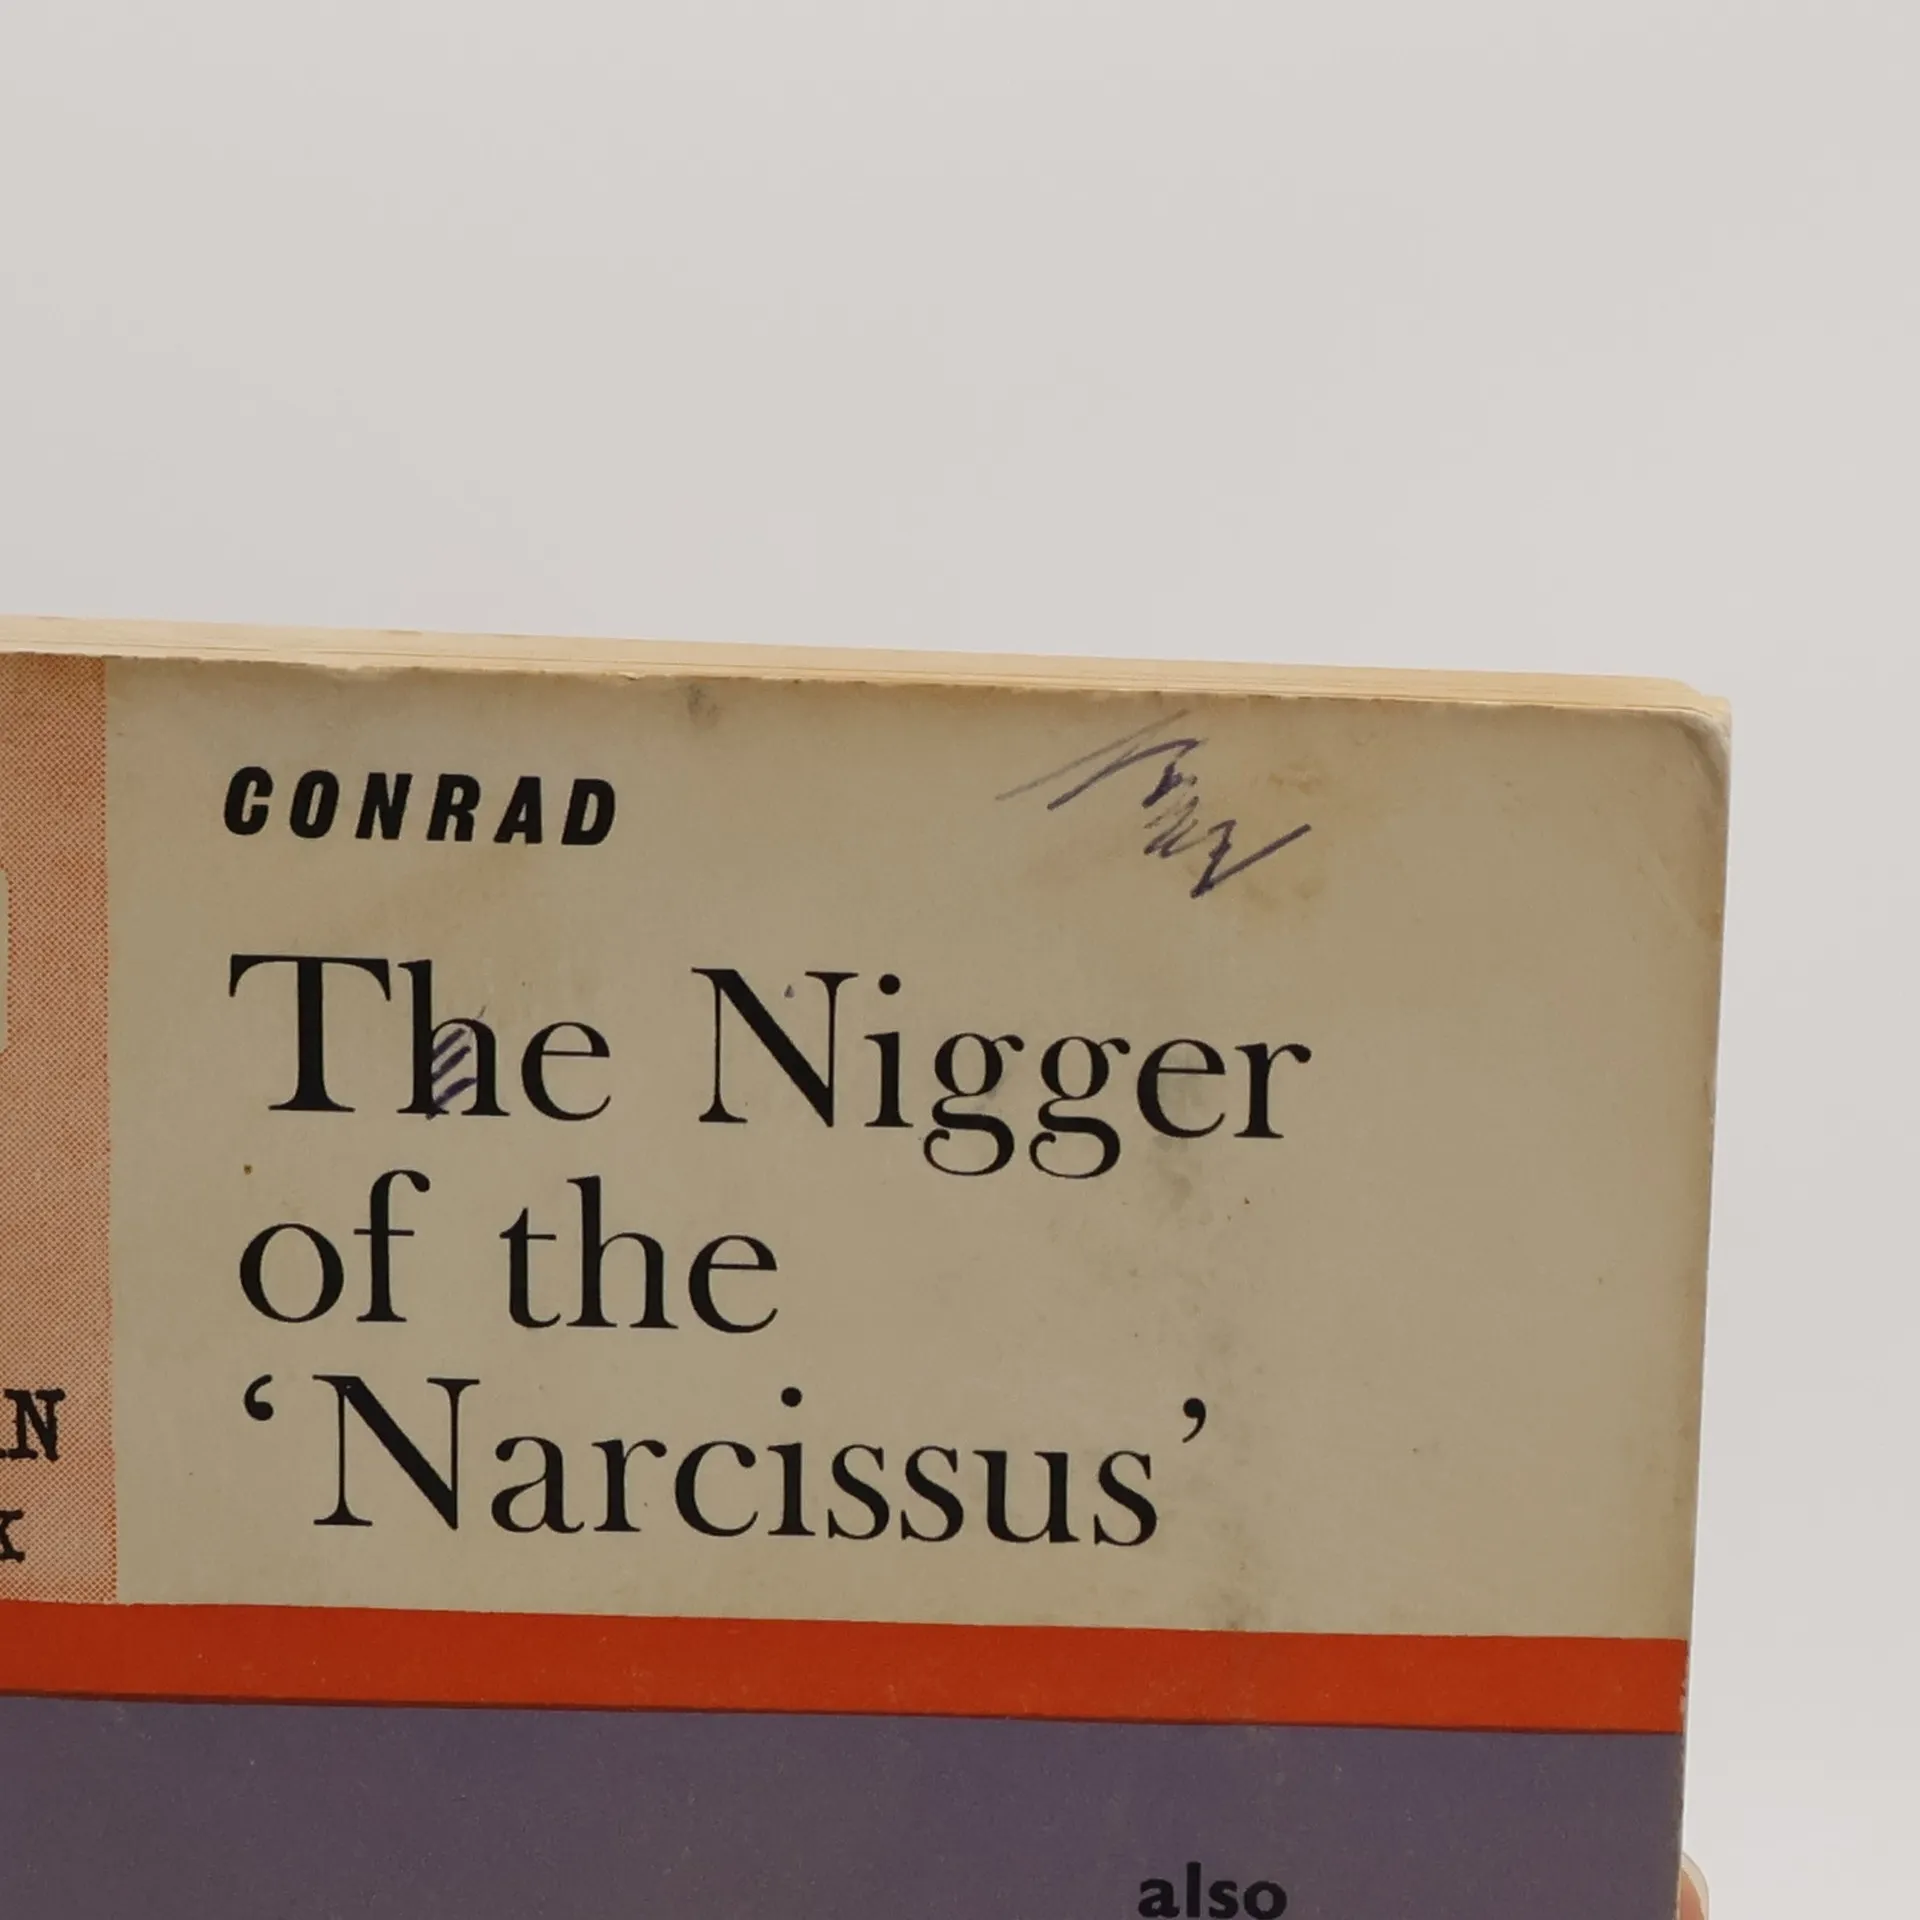 CONRAD
The Nigger
of the
‘Narcissus’
also